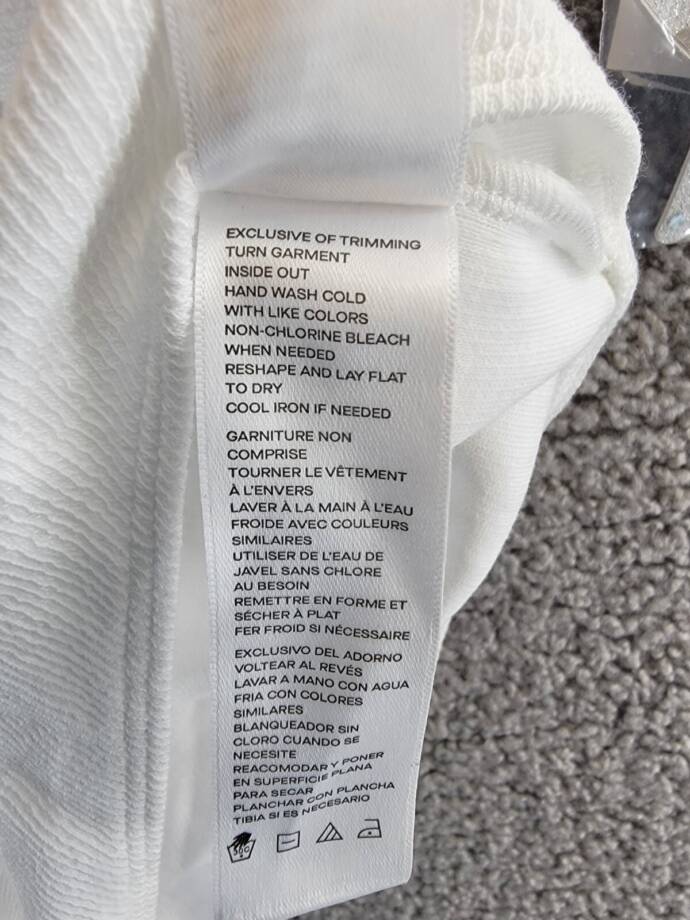 EXCLUSIVE OF TRIMMING
TURN GARMENT
INSIDE OUT
HAND WASH COLD
WITH LIKE COLORS
NON-CHLORINE BLEACH
WHEN NEEDED
RESHAPE AND LAY FLAT
TO DRY
COOL IRON IF NEEDED
GARNITURE NON
COMPRISE
TOURNER LE VÊTEMENT
À L'ENVERS
LAVER À LA MAIN À L'EAU
FROIDE AVEC COULEURS
SIMILAIRES
UTILISER DE L'EAU DE
JAVEL SANS CHLORE
AU BESOIN
REMETTRE EN FORME ET
SÉCHER À PLAT
FER FROID SI NÉCESSAIRE
EXCLUSIVO DEL ADORNO
VOLTEAR AL REVÉS
LAVAR A MANO CON AGUA
FRIA CON COLORES
SIMILARES
BLANQUEADOR SIN
CLORO CUANDO SE
NECESITE
REACOMODAR Y PONER
EN SUPERFICIE PLANA
PARA SECAR
PLANCHAR CON PLANCHA
TIBIA SI ES NECESARIO